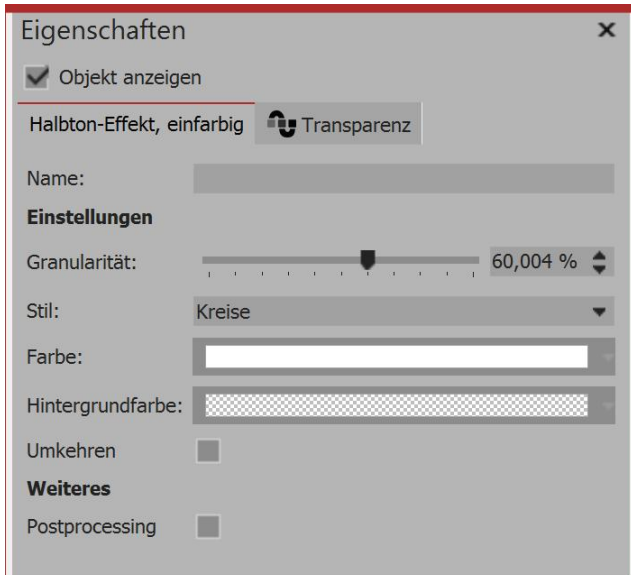 Eigenschaften
Objekt anzeigen
Halbton-Effekt, einfarbig Transparenz
Name:
Einstellungen
Granularität: 60,004 %
Stil: Kreise
Farbe:
Hintergrundfarbe:
Umkehren
Weiteres
Postprocessing